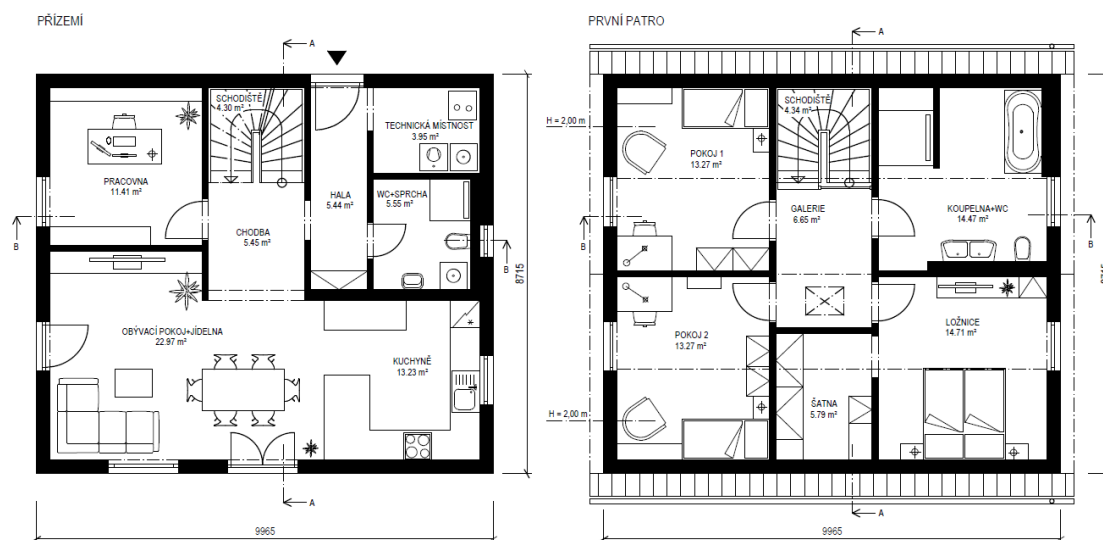 PŘÍZEMÍ
A
SCHODIŠTĚ
4.30 m²
TECHNICKÁ MÍSTNOST
3.95 m²
PRACOVNA
11.41 m²
HALA
5.44 m²
WC+SPRCHA
5.55 m²
B
CHODBA
5.45 m²
B
8715
OBÝVACÍ POKOJ+JÍDELNA
22.97 m²
KUCHYNĚ
13.23 m²
A
9965
PRVNÍ PATRO
A
SCHODIŠTĚ
4.34 m²
H = 2,00 m
POKOJ 1
13.27 m²
GALERIE
6.65 m²
KOUPELNA+WC
14.47 m²
B
B
8715
POKOJ 2
13.27 m²
LOŽNICE
14.71 m²
ŠATNA
5.79 m²
H = 2,00 m
A
9965